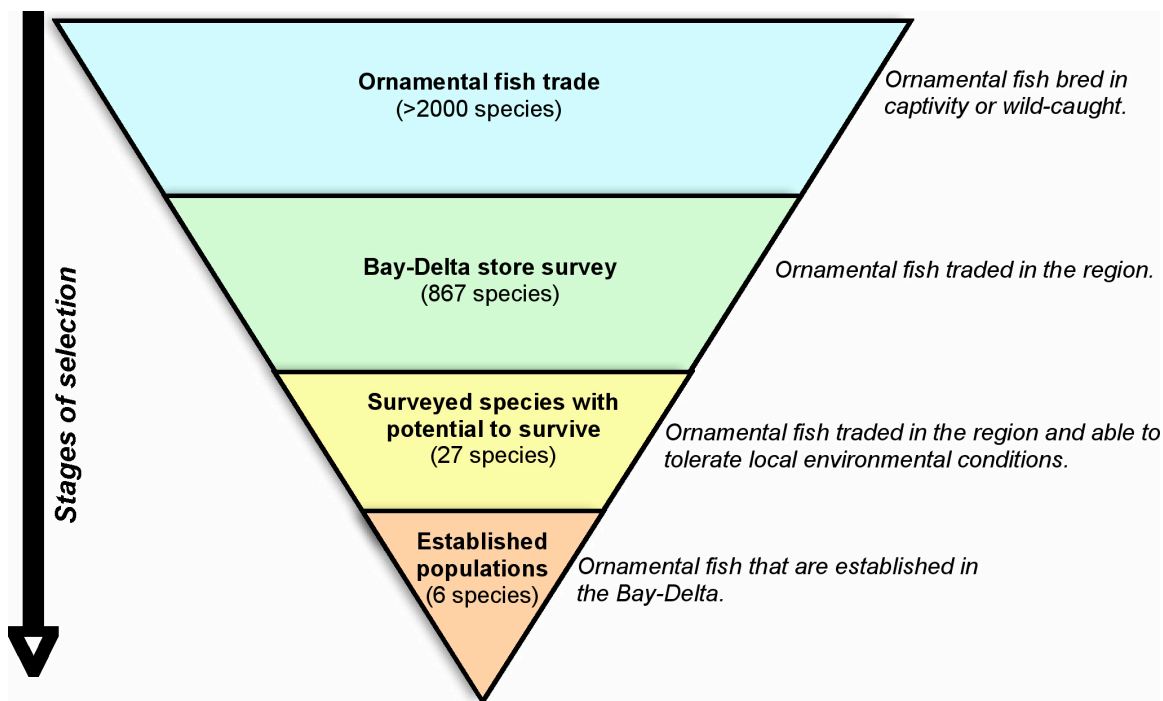 Ornamental fish trade
(>2000 species)
Ornamental fish bred in
captivity or wild-caught.
Bay-Delta store survey
(867 species)
Ornamental fish traded in the region.
Stages of selection
Surveyed species with
potential to survive
(27 species)
Ornamental fish traded in the region and able to
tolerate local environmental conditions.
Established
populations
(6 species)
Ornamental fish that are established in
the Bay-Delta.